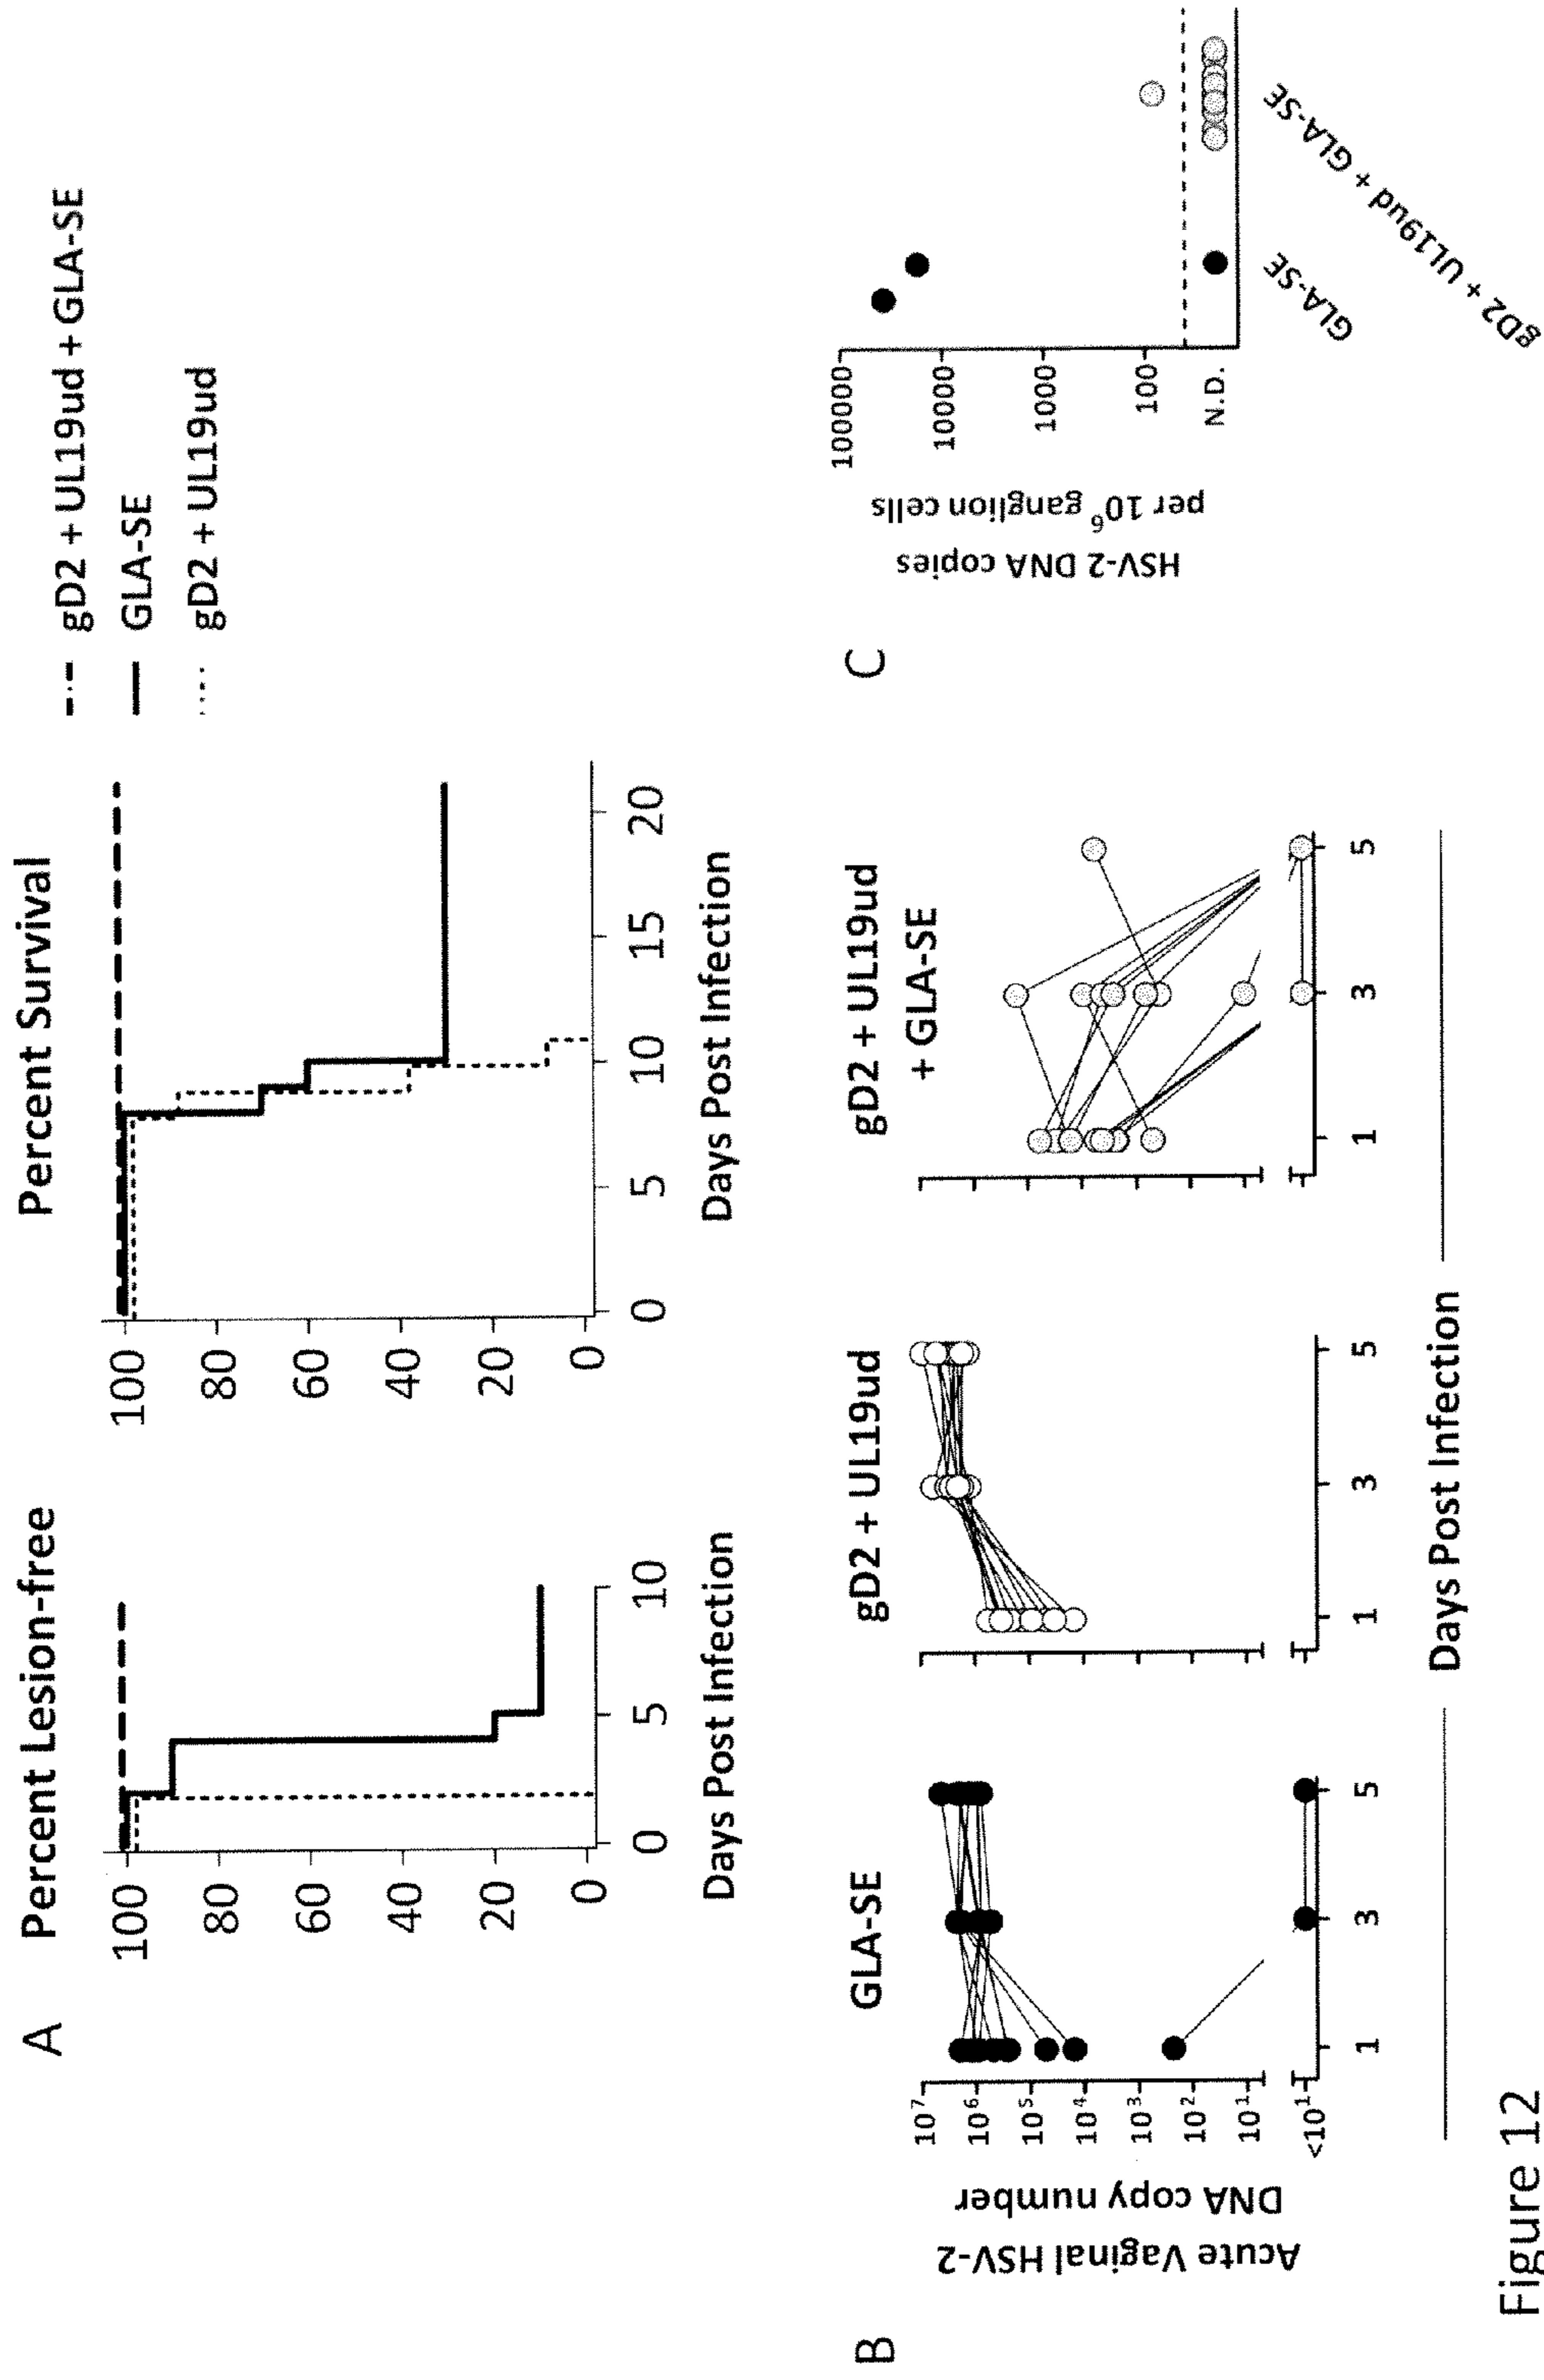 A
Percent Lesion-free
100
80
60
40
20
0
0 5 10
Days Post Infection
Percent Survival
100
80
60
40
20
0
0 5 10 15 20
Days Post Infection
gD2 + UL19ud + GLA-SE
GLA-SE
gD2 + UL19ud
B
Acute Vaginal HSV-2
DNA copy number
10⁷
10⁶
10⁵
10⁴
10³
10²
10¹
<10¹
GLA-SE
1 3 5
gD2 + UL19ud
1 3 5
gD2 + UL19ud
+ GLA-SE
1 3 5
Days Post Infection
C
HSV-2 DNA copies
per 10⁶ ganglion cells
100000
10000
1000
100
N.D.
GLA-SE
gD2 + UL19ud + GLA-SE
Figure 12